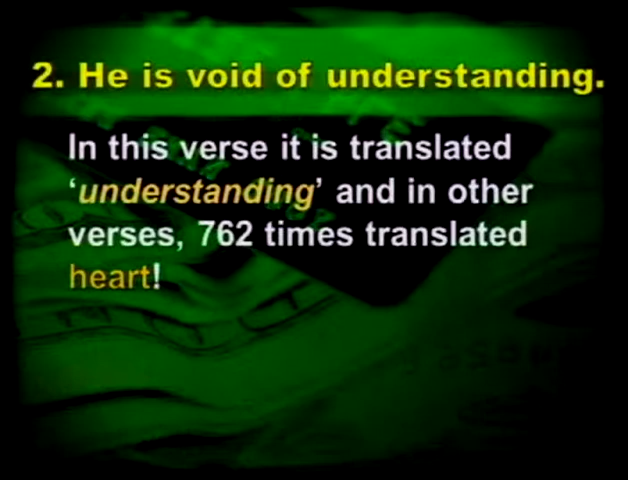 2. He is void of understanding.
In this verse it is translated
‘understanding’ and in other
verses, 762 times translated
heart!